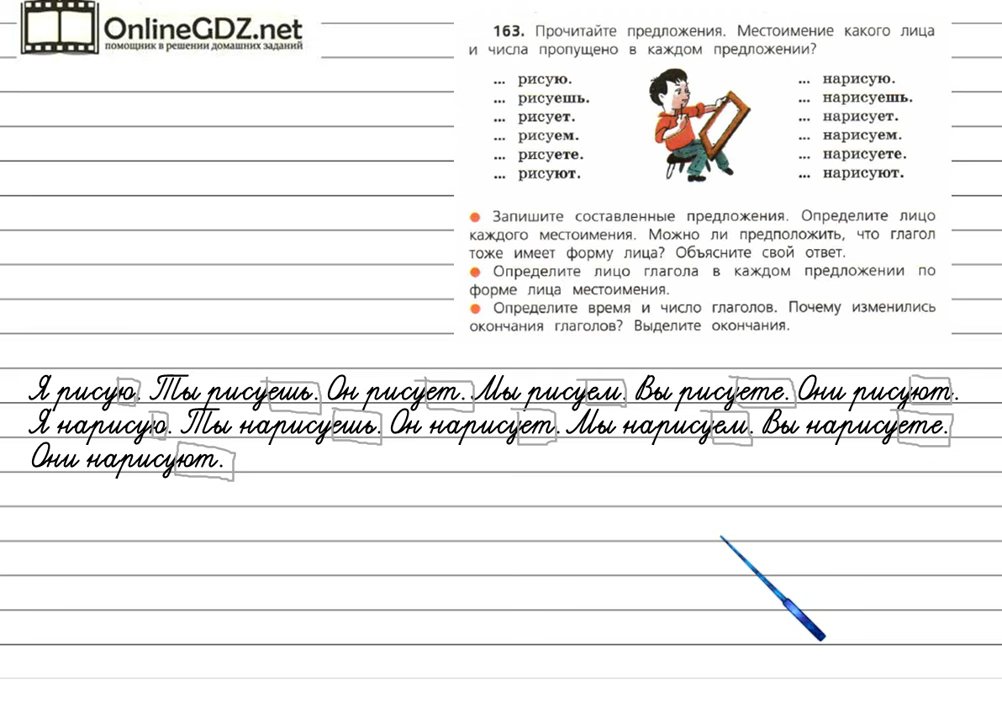 OnlineGDZ.net
помощник в решении домашних заданий
163. Прочитайте предложения. Местоимение какого лица
и числа пропущено в каждом предложении?
... рисую.
... рисуешь.
... рисует.
... рисуем.
... рисуете.
... рисуют.
... нарисую.
... нарисуешь.
... нарисует.
... нарисуем.
... нарисуете.
... нарисуют.
● Запишите составленные предложения. Определите лицо
каждого местоимения. Можно ли предположить, что глагол
тоже имеет форму лица? Объясните свой ответ.
● Определите лицо глагола в каждом предложении по
форме лица местоимения.
● Определите время и число глаголов. Почему изменились
окончания глаголов? Выделите окончания.
Я рисую. Ты рисуешь. Он рисует. Мы рисуем. Вы рисуете. Они рисуют.
Я нарисую. Ты нарисуешь. Он нарисует. Мы нарисуем. Вы нарисуете.
Они нарисуют.